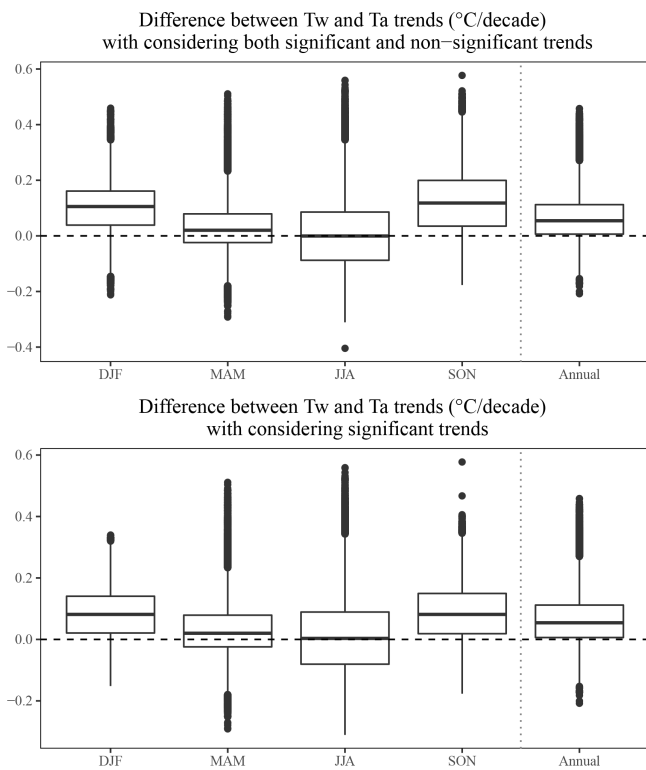 Difference between Tw and Ta trends (°C/decade)
with considering both significant and non−significant trends
0.6
0.4
0.2
0.0
−0.2
−0.4
DJF MAM JJA SON Annual
Difference between Tw and Ta trends (°C/decade)
with considering significant trends
0.6
0.4
0.2
0.0
−0.2
DJF MAM JJA SON Annual